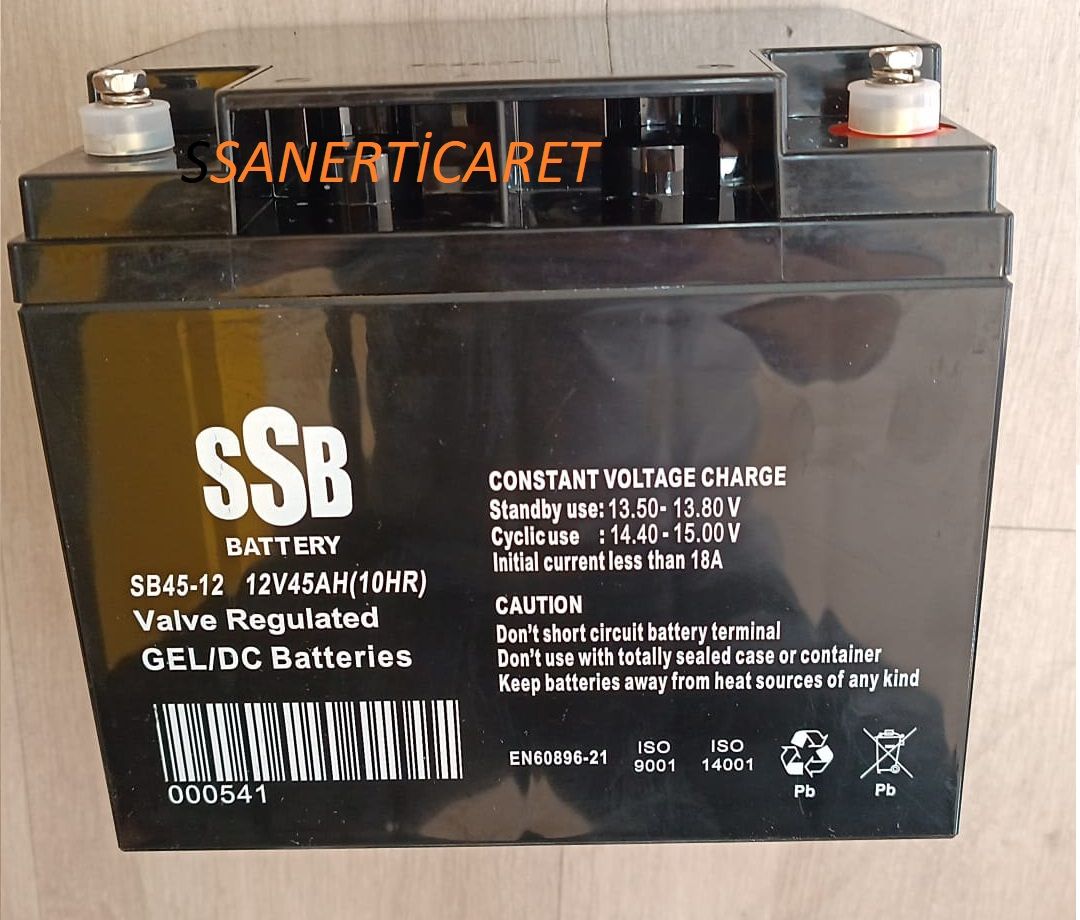 SSANERTİCARET
SSB
BATTERY
SB45-12 12V45AH(10HR)
Valve Regulated
GEL/DC Batteries
000541
CONSTANT VOLTAGE CHARGE
Standby use: 13.50- 13.80 V
Cyclic use : 14.40 - 15.00 V
Initial current less than 18A
CAUTION
Don't short circuit battery terminal
Don't use with totally sealed case or container
Keep batteries away from heat sources of any kind
EN60896-21
ISO
9001
ISO
14001
Pb
Pb